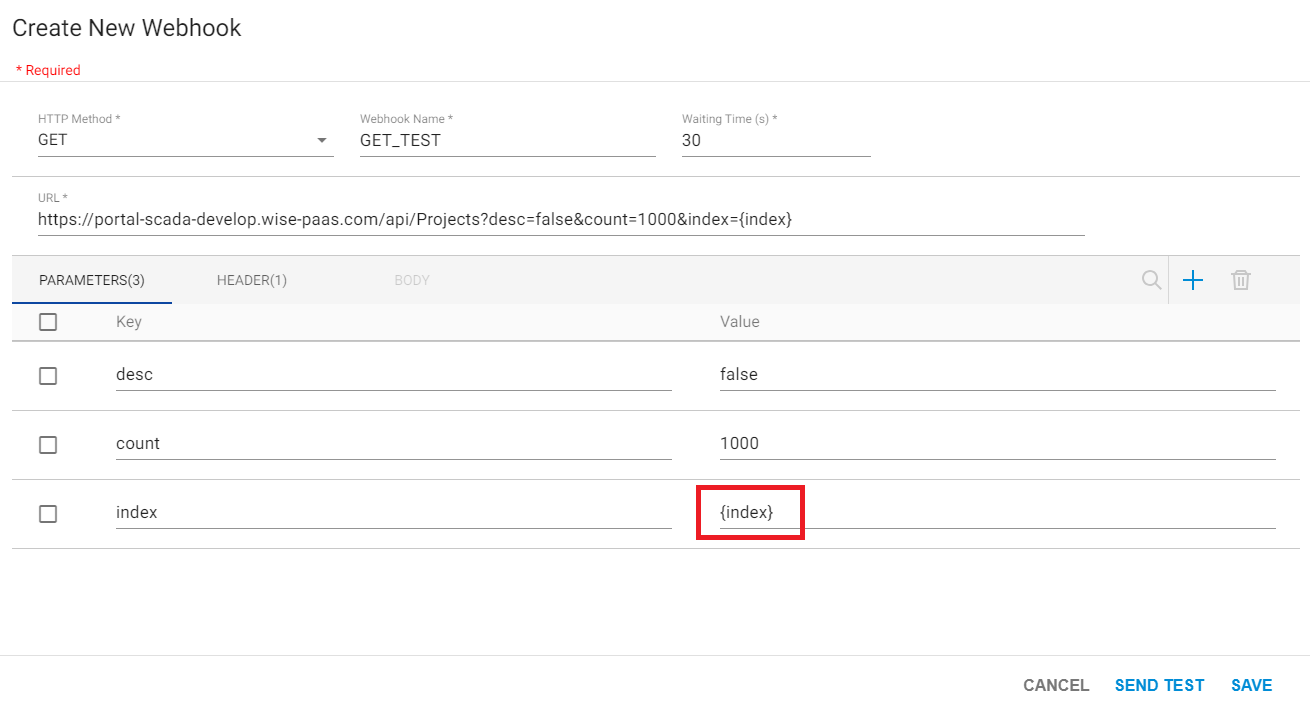 Create New Webhook
* Required
HTTP Method * Webhook Name * Waiting Time (s) *
GET GET_TEST 30
URL *
https://portal-scada-develop.wise-paas.com/api/Projects?desc=false&count=1000&index={index}
PARAMETERS(3) HEADER(1) BODY
Key Value
desc false
count 1000
index {index}
CANCEL SEND TEST SAVE